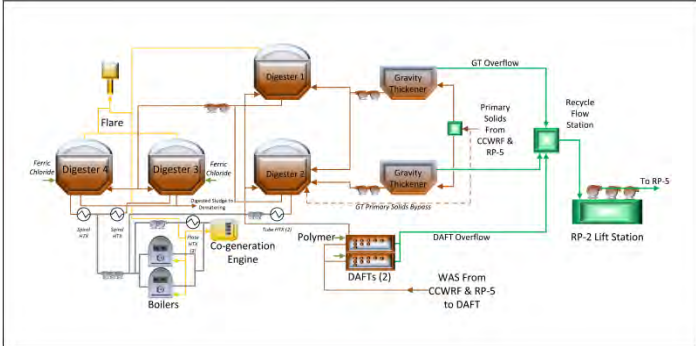 GT Overflow
Digester 1
Gravity
Thickener
Flare
Primary
Solids
From
CCWRF &
RP-5
Recycle
Flow
Station
Ferric
Chloride
Digester 4
Digester 3
Ferric
Chloride
Digester 2
Gravity
Thickener
To RP-5
Digested Sludge to
Dewatering
GT Primary Solids Bypass
Spiral
HTX
Spiral
HTX
Plate
HTX
(2)
Tube HTX (2)
Co-generation
Engine
Polymer
DAFT Overflow
RP-2 Lift Station
Boilers
DAFTs (2)
WAS From
CCWRF & RP-5
to DAFT